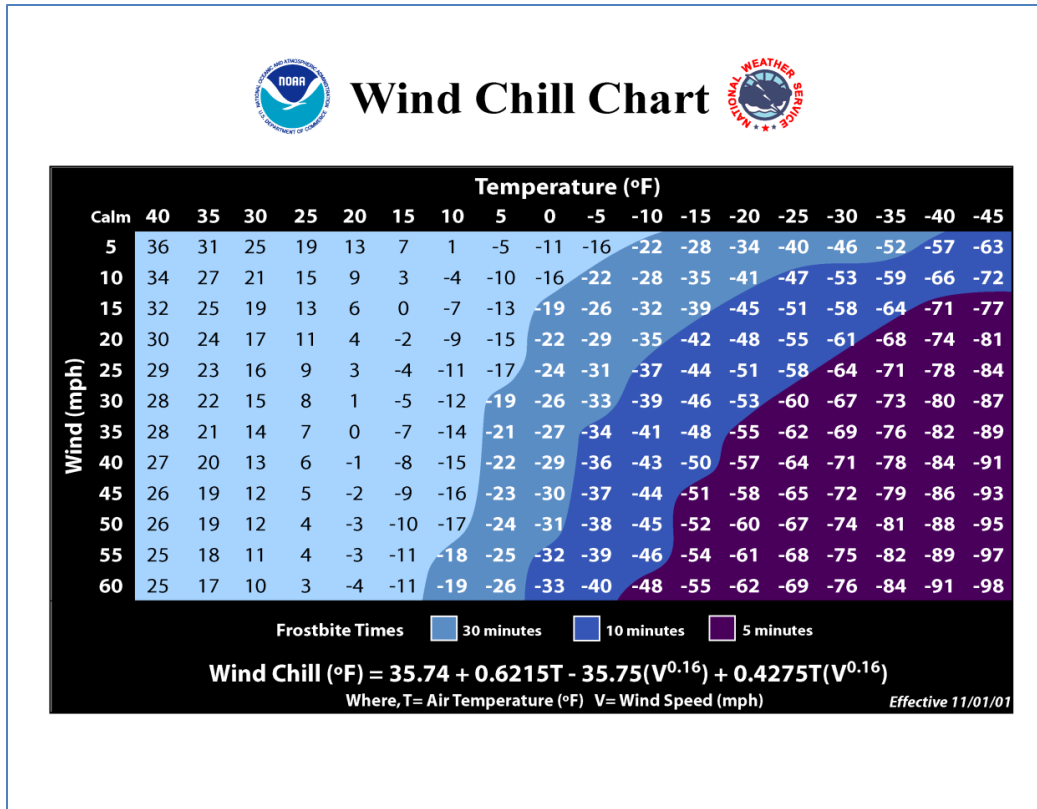 NATIONAL OCEANIC AND ATMOSPHERIC ADMINISTRATION
NOAA
U.S. DEPARTMENT OF COMMERCE
Wind Chill Chart
NATIONAL WEATHER SERVICE
Temperature (ºF)
Calm 40 35 30 25 20 15 10 5 0 -5 -10 -15 -20 -25 -30 -35 -40 -45
Wind (mph)
5 36 31 25 19 13 7 1 -5 -11 -16 -22 -28 -34 -40 -46 -52 -57 -63
10 34 27 21 15 9 3 -4 -10 -16 -22 -28 -35 -41 -47 -53 -59 -66 -72
15 32 25 19 13 6 0 -7 -13 -19 -26 -32 -39 -45 -51 -58 -64 -71 -77
20 30 24 17 11 4 -2 -9 -15 -22 -29 -35 -42 -48 -55 -61 -68 -74 -81
25 29 23 16 9 3 -4 -11 -17 -24 -31 -37 -44 -51 -58 -64 -71 -78 -84
30 28 22 15 8 1 -5 -12 -19 -26 -33 -39 -46 -53 -60 -67 -73 -80 -87
35 28 21 14 7 0 -7 -14 -21 -27 -34 -41 -48 -55 -62 -69 -76 -82 -89
40 27 20 13 6 -1 -8 -15 -22 -29 -36 -43 -50 -57 -64 -71 -78 -84 -91
45 26 19 12 5 -2 -9 -16 -23 -30 -37 -44 -51 -58 -65 -72 -79 -86 -93
50 26 19 12 4 -3 -10 -17 -24 -31 -38 -45 -52 -60 -67 -74 -81 -88 -95
55 25 18 11 4 -3 -11 -18 -25 -32 -39 -46 -54 -61 -68 -75 -82 -89 -97
60 25 17 10 3 -4 -11 -19 -26 -33 -40 -48 -55 -62 -69 -76 -84 -91 -98
Frostbite Times 30 minutes 10 minutes 5 minutes
Wind Chill (ºF) = 35.74 + 0.6215T - 35.75(V^0.16) + 0.4275T(V^0.16)
Where, T= Air Temperature (ºF) V= Wind Speed (mph) Effective 11/01/01